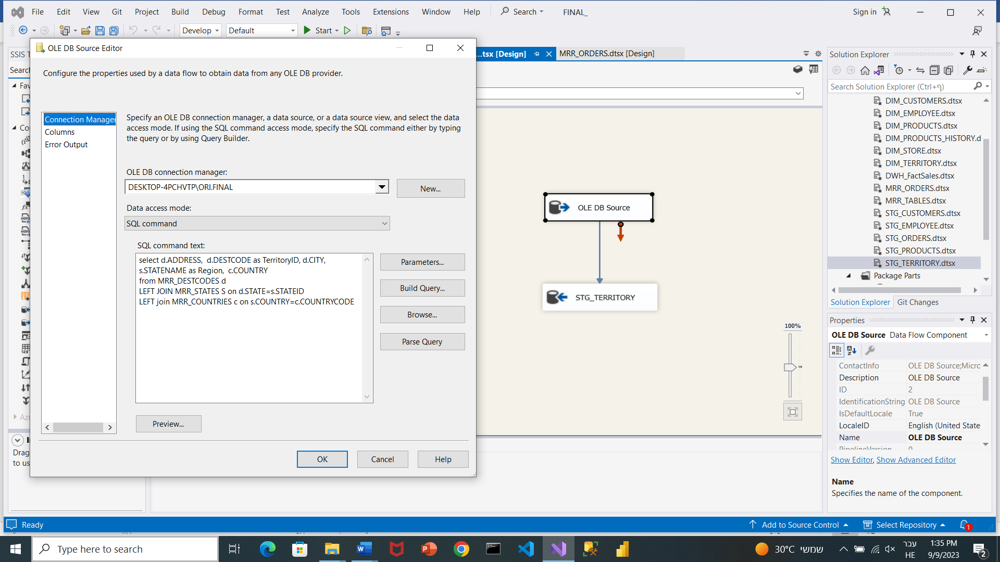 File Edit View Git Project Build Debug Format Test Analyze Tools Extensions Window Help Search FINAL_ Sign in
Develop Default Start
SSIS T
Search
Fav
Co
Az
OLE DB Source Editor
Configure the properties used by a data flow to obtain data from any OLE DB provider.
Connection Manager
Columns
Error Output
Specify an OLE DB connection manager, a data source, or a data source view, and select the data
access mode. If using the SQL command access mode, specify the SQL command either by typing
the query or by using Query Builder.
OLE DB connection manager:
DESKTOP-4PCHVTP\ORI.FINAL
New...
Data access mode:
SQL command
SQL command text:
select d.ADDRESS,  d.DESTCODE as TerritoryID, d.CITY,
s.STATENAME as Region,  c.COUNTRY
from MRR_DESTCODES d
LEFT JOIN MRR_STATES S on d.STATE=s.STATEID
LEFT join MRR_COUNTRIES c on s.COUNTRY=c.COUNTRYCODE
Parameters...
Build Query...
Browse...
Parse Query
Preview...
OK Cancel Help
Drag
to us
...tsx [Design] MRR_ORDERS.dtsx [Design]
OLE DB Source
STG_TERRITORY
100%
Solution Explorer
Search Solution Explorer (Ctrl+ף)
DIM_CUSTOMERS.dtsx
DIM_EMPLOYEE.dtsx
DIM_PRODUCTS.dtsx
DIM_PRODUCTS_HISTORY.d
DIM_STORE.dtsx
DIM_TERRITORY.dtsx
DWH_FactSales.dtsx
MRR_ORDERS.dtsx
MRR_TABLES.dtsx
STG_CUSTOMERS.dtsx
STG_EMPLOYEE.dtsx
STG_ORDERS.dtsx
STG_PRODUCTS.dtsx
STG_TERRITORY.dtsx
Package Parts
Solution Explorer Git Changes
Properties
OLE DB Source Data Flow Component
ContactInfo OLE DB Source;Micro
Description OLE DB Source
ID 2
IdentificationString OLE DB Source
IsDefaultLocale True
LocaleID English (United State
Name OLE DB Source
PipelineVersion 0
Show Editor, Show Advanced Editor
Name
Specifies the name of the component.
Ready Add to Source Control Select Repository 1
Type here to search 30°C שמשי עבר 1:35 PM
HE 9/9/2023 2